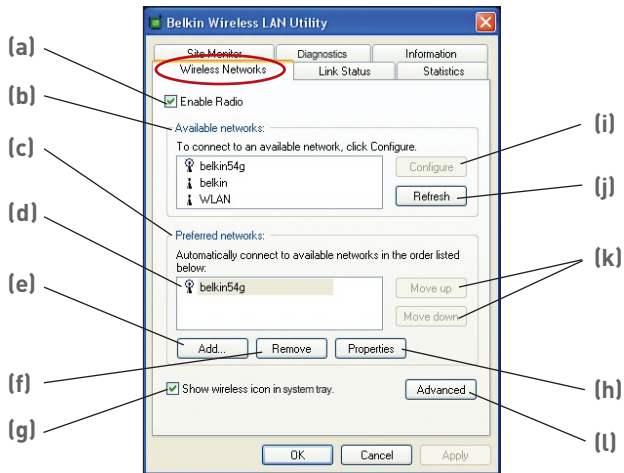 Belkin Wireless LAN Utility
Site Monitor Diagnostics Information
Wireless Networks Link Status Statistics
(a)
Enable Radio
(b)
Available networks:
To connect to an available network, click Configure.
(i)
belkin54g
Configure
(c)
belkin
WLAN
Refresh
(j)
(d)
Preferred networks:
Automatically connect to available networks in the order listed
below:
(k)
(e)
belkin54g
Move up
Move down
Add... Remove Properties
(f)
(h)
Show wireless icon in system tray.
Advanced
(g)
(l)
OK Cancel Apply